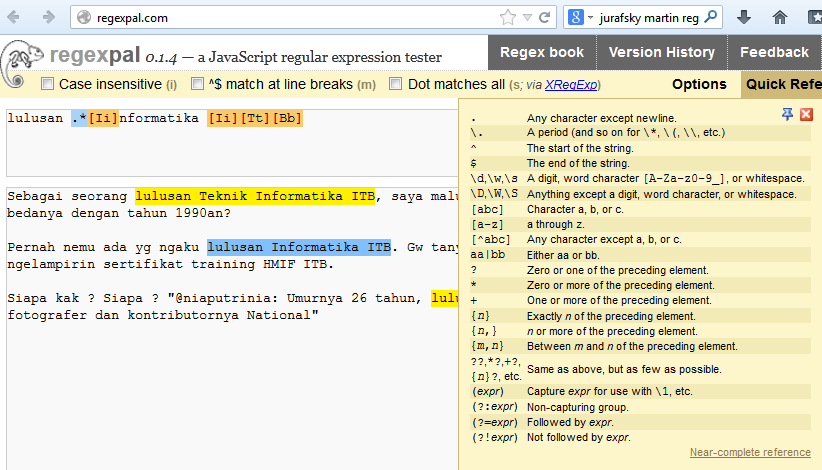 regexpal.com
jurafsky martin reg
regexpal 0.1.4 — a JavaScript regular expression tester
Regex book Version History Feedback
Case insensitive (i) ^$ match at line breaks (m) Dot matches all (s; via XRegExp) Options Quick Refe
lulusan .*[Ii]nformatika [Ii][Tt][Bb]
Sebagai seorang lulusan Teknik Informatika ITB, saya malu
bedanya dengan tahun 1990an?
Pernah nemu ada yg ngaku lulusan Informatika ITB. Gw tany
ngelampirin sertifikat training HMIF ITB.
Siapa kak ? Siapa ? "@niaputrinia: Umurnya 26 tahun, lulu
fotografer dan kontributornya National"
. Any character except newline.
\. A period (and so on for \*, \(, \\, etc.)
^ The start of the string.
$ The end of the string.
\d,\w,\s A digit, word character [A-Za-z0-9_], or whitespace.
\D,\W,\S Anything except a digit, word character, or whitespace.
[abc] Character a, b, or c.
[a-z] a through z.
[^abc] Any character except a, b, or c.
aa|bb Either aa or bb.
? Zero or one of the preceding element.
* Zero or more of the preceding element.
+ One or more of the preceding element.
{n} Exactly n of the preceding element.
{n,} n or more of the preceding element.
{m,n} Between m and n of the preceding element.
??,*?,+?,
{n}?, etc. Same as above, but as few as possible.
(expr) Capture expr for use with \1, etc.
(?:expr) Non-capturing group.
(?=expr) Followed by expr.
(?!expr) Not followed by expr.
Near-complete reference